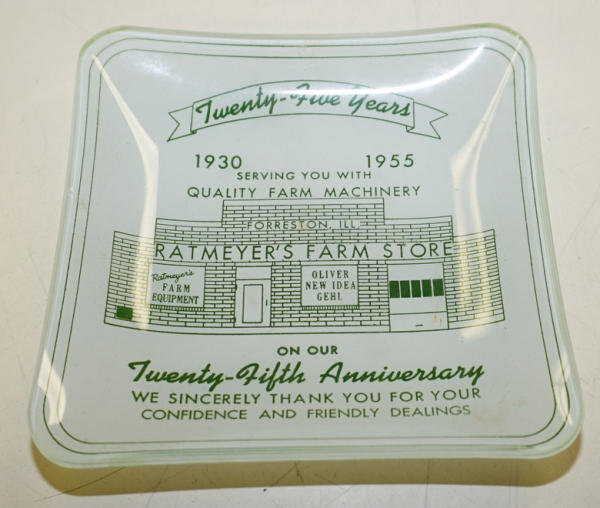 Twenty-Five Years
1930 1955
SERVING YOU WITH
QUALITY FARM MACHINERY
FORRESTON, ILL.
RATMEYER'S FARM STORE
Ratmeyer's
FARM
EQUIPMENT
OLIVER
NEW IDEA
GEHL
ON OUR
Twenty-Fifth Anniversary
WE SINCERELY THANK YOU FOR YOUR
CONFIDENCE AND FRIENDLY DEALINGS